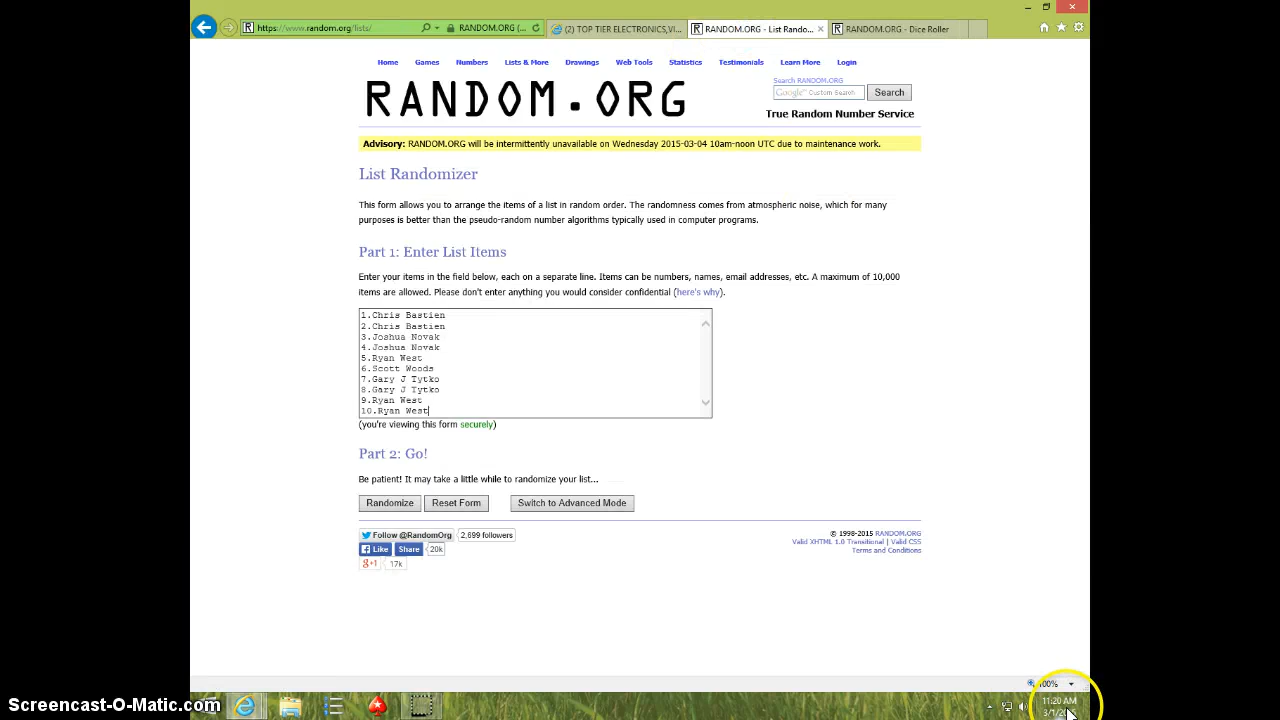 https://www.random.org/lists/
RANDOM.ORG (...
(2) TOP TIER ELECTRONICS,VI...
RANDOM.ORG - List Rando...
RANDOM.ORG - Dice Roller
Home Games Numbers Lists & More Drawings Web Tools Statistics Testimonials Learn More Login
RANDOM.ORG
Search RANDOM.ORG
Google™ Custom Search
Search
True Random Number Service
Advisory: RANDOM.ORG will be intermittently unavailable on Wednesday 2015-03-04 10am-noon UTC due to maintenance work.
List Randomizer
This form allows you to arrange the items of a list in random order. The randomness comes from atmospheric noise, which for many
purposes is better than the pseudo-random number algorithms typically used in computer programs.
Part 1: Enter List Items
Enter your items in the field below, each on a separate line. Items can be numbers, names, email addresses, etc. A maximum of 10,000
items are allowed. Please don't enter anything you would consider confidential (here's why).
1.Chris Bastien
2.Chris Bastien
3.Joshua Novak
4.Joshua Novak
5.Ryan West
6.Scott Woods
7.Gary J Tytko
8.Gary J Tytko
9.Ryan West
10.Ryan West
(you're viewing this form securely)
Part 2: Go!
Be patient! It may take a little while to randomize your list...
Randomize Reset Form Switch to Advanced Mode
Follow @RandomOrg 2,699 followers
Like Share 20k
g+1 17k
© 1998-2015 RANDOM.ORG
Valid XHTML 1.0 Transitional | Valid CSS
Terms and Conditions
100%
11:20 AM
Screencast-O-Matic.com